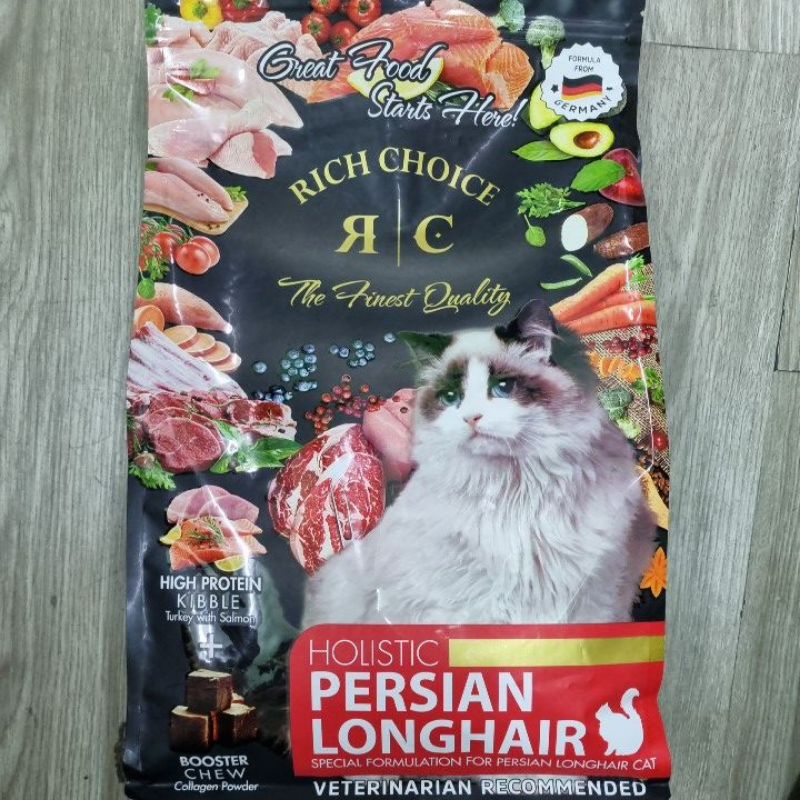 Great Food
Starts Here!
FORMULA
FROM
GERMANY
RICH CHOICE
R|C
The Finest Quality
HIGH PROTEIN
KIBBLE
Turkey with Salmon
+
BOOSTER
CHEW
Collagen Powder
HOLISTIC
PERSIAN
LONGHAIR
SPECIAL FORMULATION FOR PERSIAN LONGHAIR CAT
VETERINARIAN RECOMMENDED